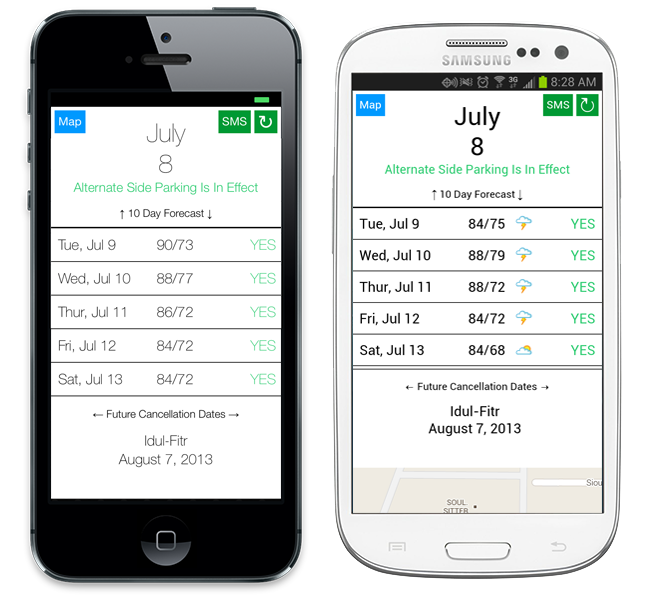 Map
SMS
July
8
Alternate Side Parking Is In Effect
↑ 10 Day Forecast ↓
Tue, Jul 9 90/73 YES
Wed, Jul 10 88/77 YES
Thur, Jul 11 86/72 YES
Fri, Jul 12 84/72 YES
Sat, Jul 13 84/72 YES
← Future Cancellation Dates →
Idul-Fitr
August 7, 2013
SAMSUNG
3G 8:28 AM
Map
SMS
July
8
Alternate Side Parking Is In Effect
↑ 10 Day Forecast ↓
Tue, Jul 9 84/75 YES
Wed, Jul 10 88/79 YES
Thur, Jul 11 88/72 YES
Fri, Jul 12 84/72 YES
Sat, Jul 13 84/68 YES
← Future Cancellation Dates →
Idul-Fitr
August 7, 2013
Siou
SOUL
SITTER